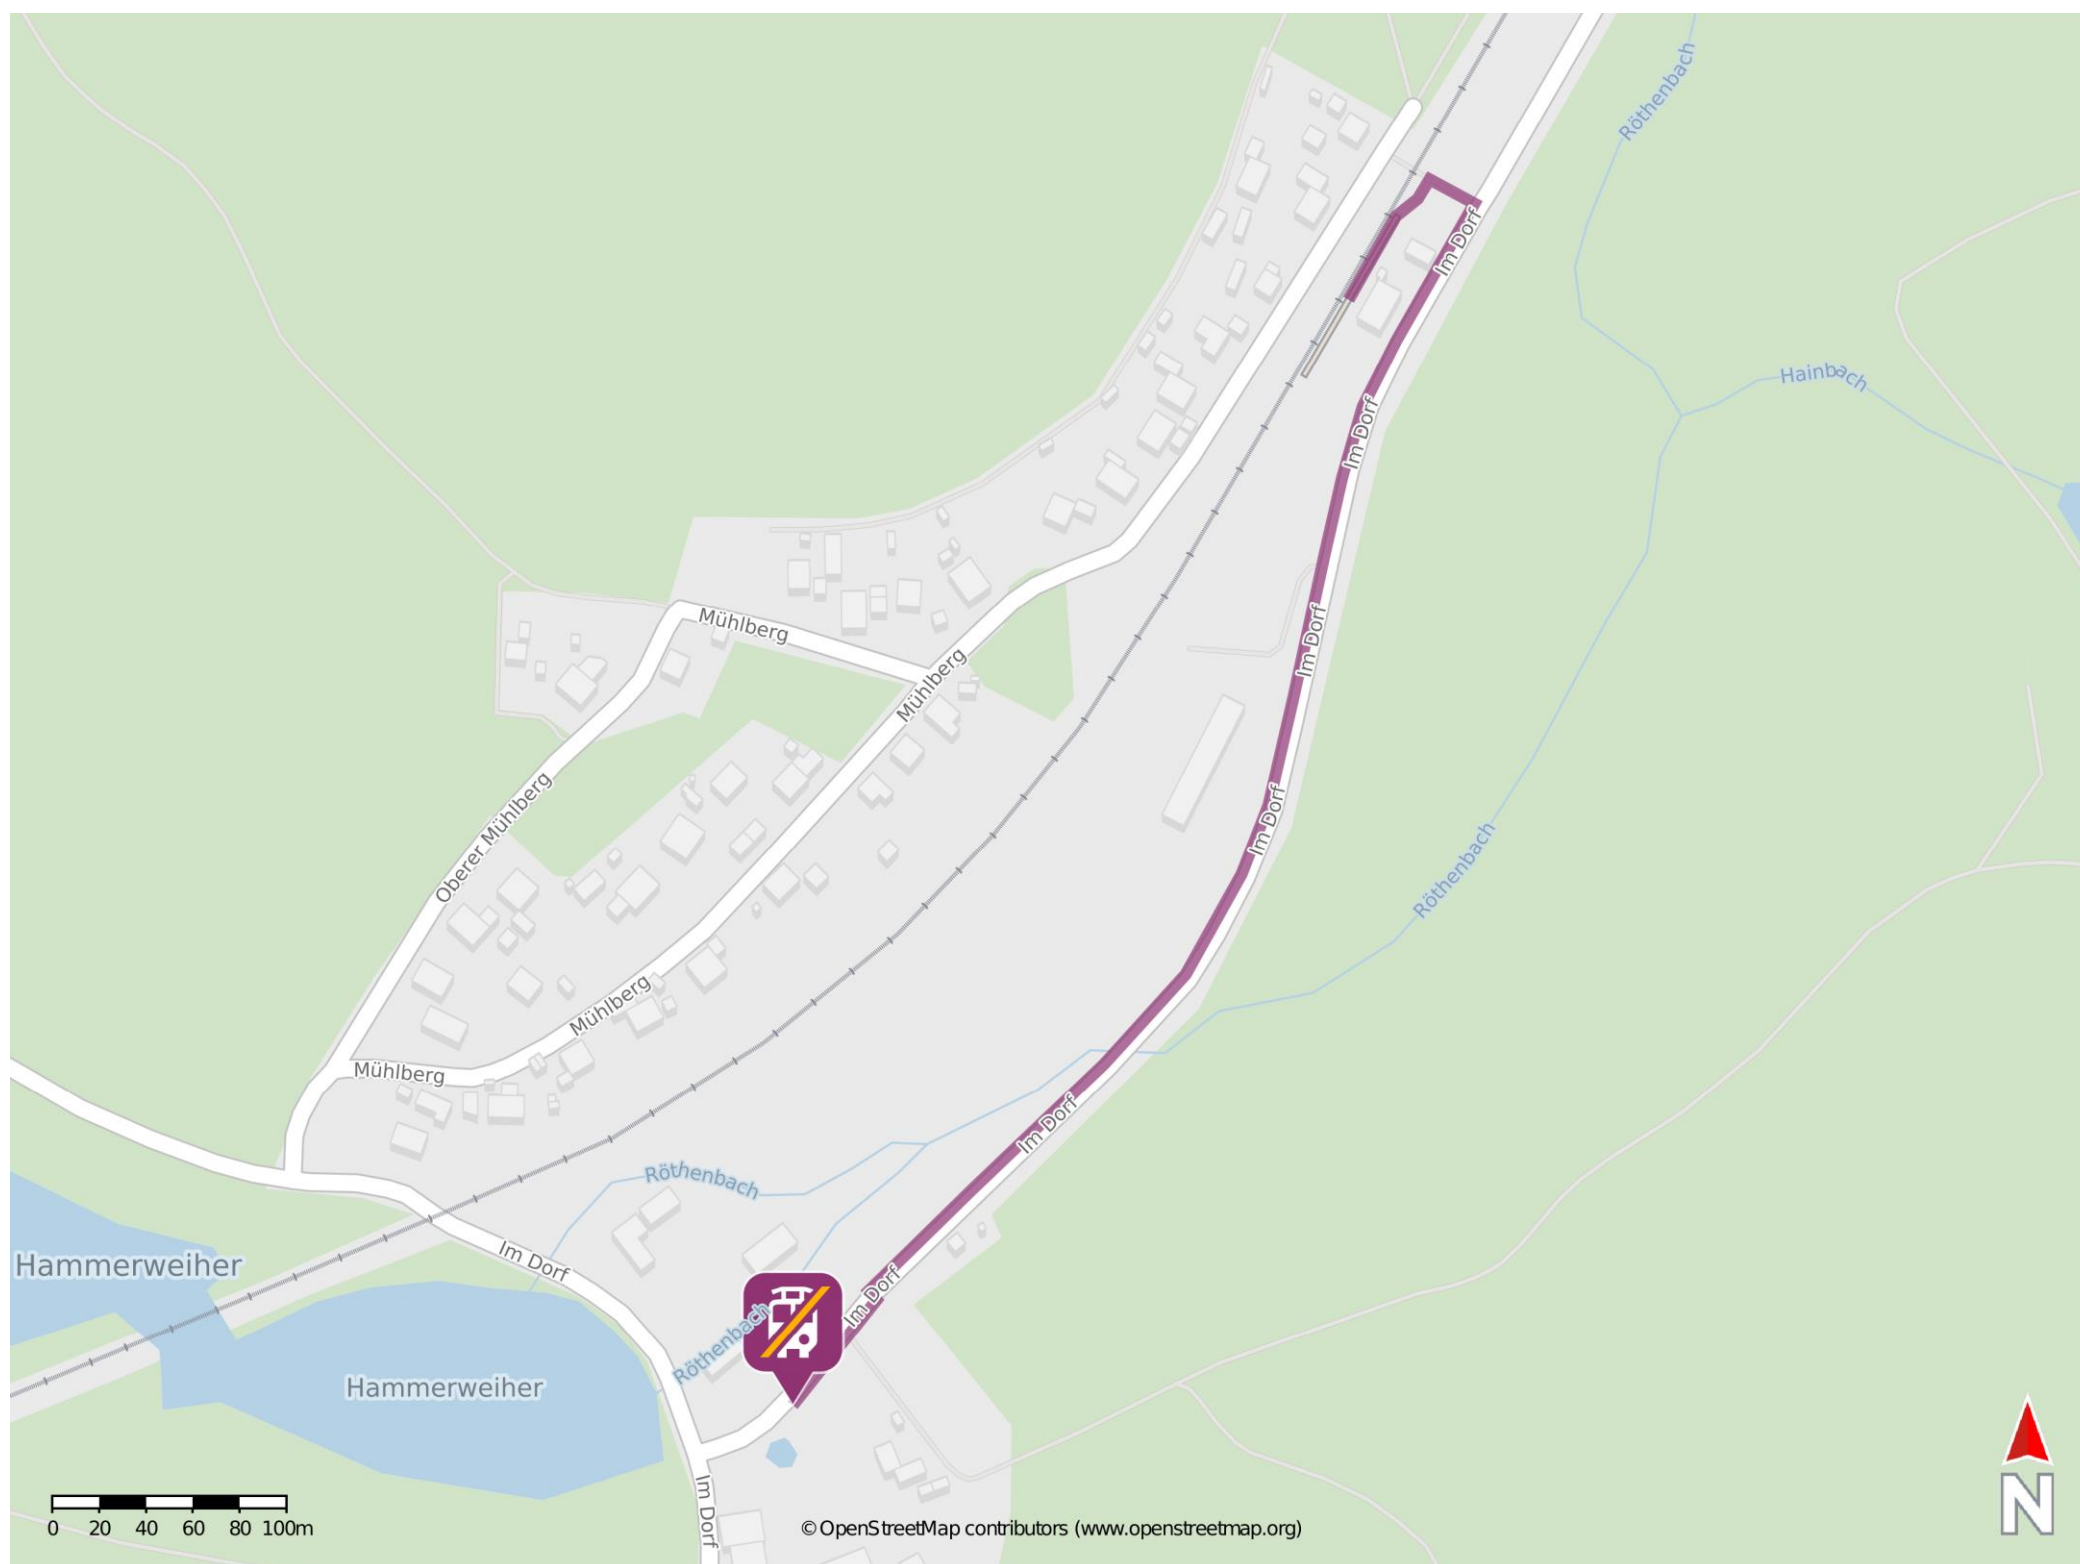 Röthenbach
Im Dorf
Hainbach
Im Dorf
Mühlberg
Im Dorf
Mühlberg
Oberer Mühlberg
Im Dorf
Röthenbach
Mühlberg
Mühlberg
Im Dorf
Röthenbach
Hammerweiher
Im Dorf
Im Dorf
Röthenbach
Hammerweiher
Im Dorf
N
0 20 40 60 80 100m
© OpenStreetMap contributors (www.openstreetmap.org)